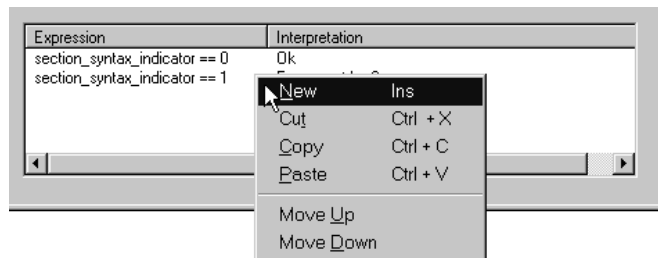 Expression Interpretation
section_syntax_indicator == 0 Ok
section_syntax_indicator == 1
New Ins
Cut Ctrl + X
Copy Ctrl + C
Paste Ctrl + V
Move Up
Move Down